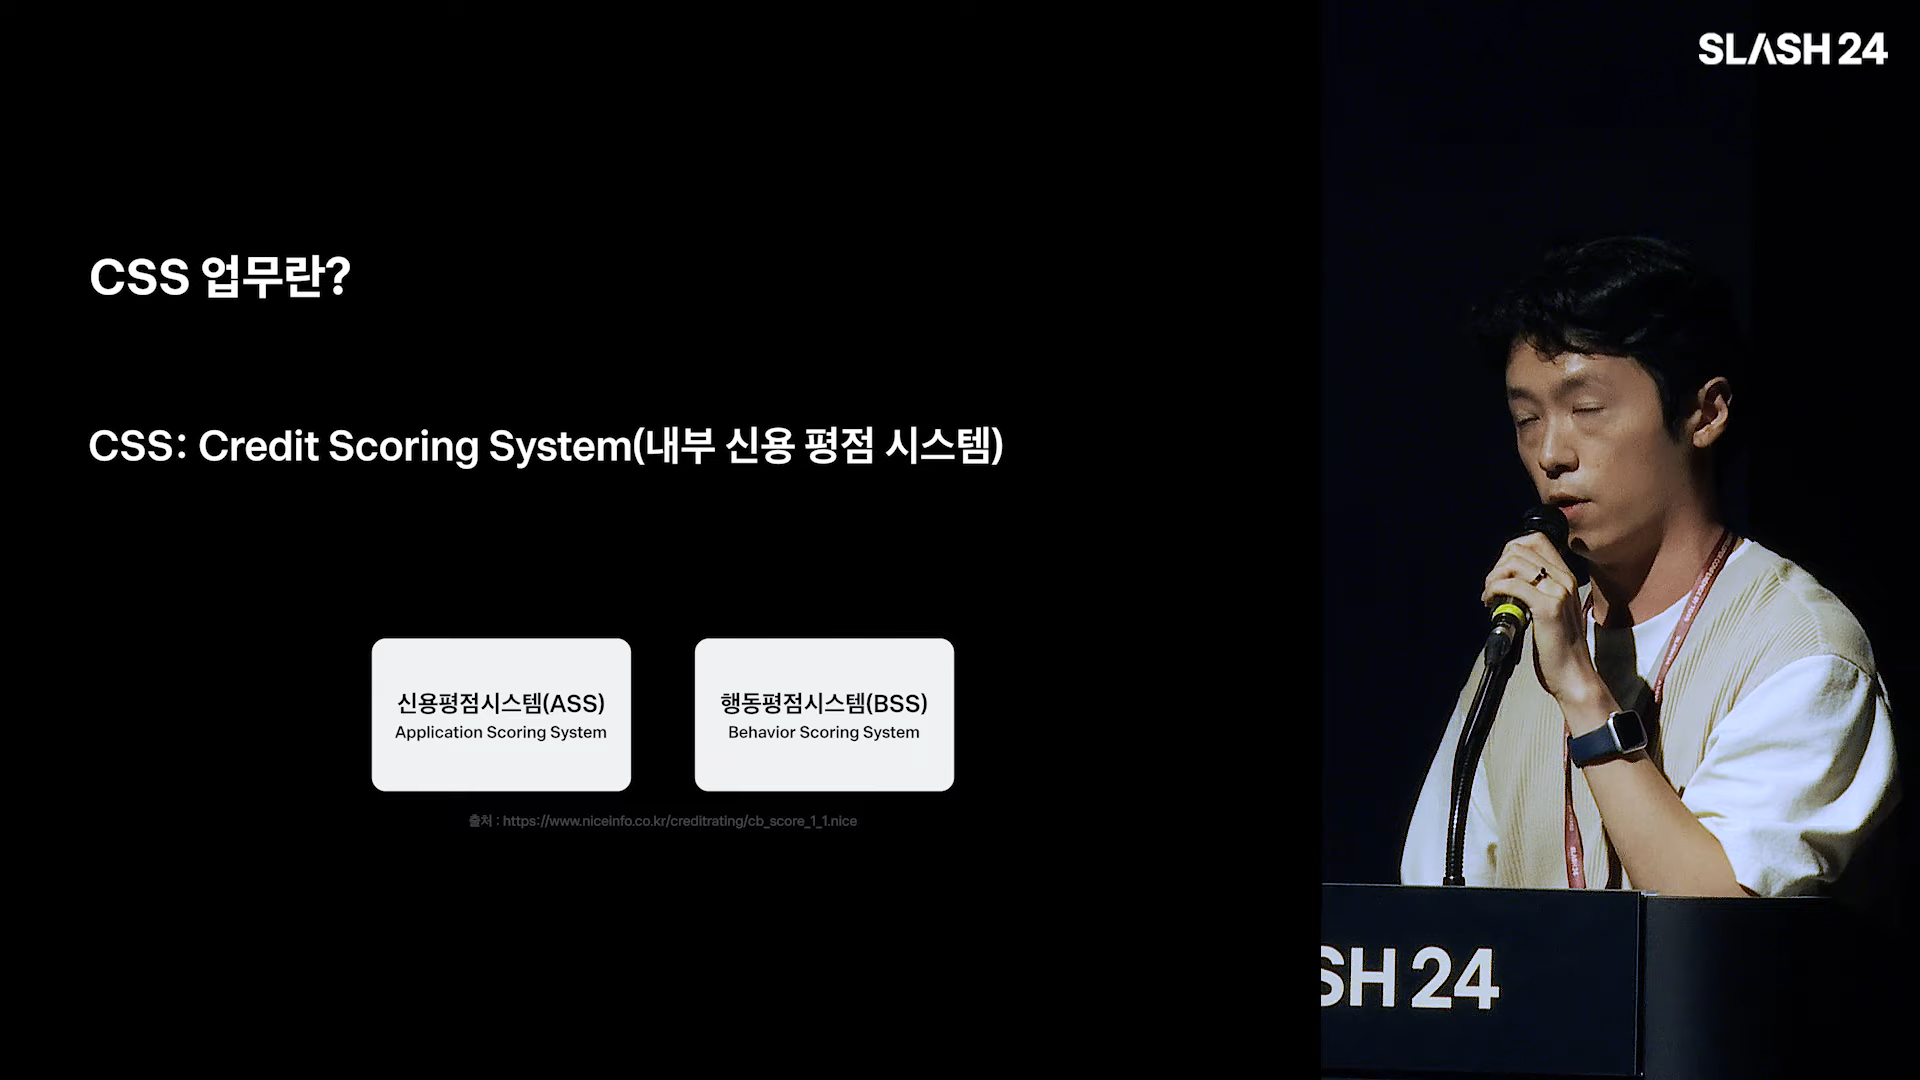 SLASH 24
CSS 업무란?
CSS: Credit Scoring System(내부 신용 평점 시스템)
신용평점시스템(ASS)
Application Scoring System
행동평점시스템(BSS)
Behavior Scoring System
출처 : https://www.niceinfo.co.kr/creditrating/cb_score_1_1.nice
SH 24